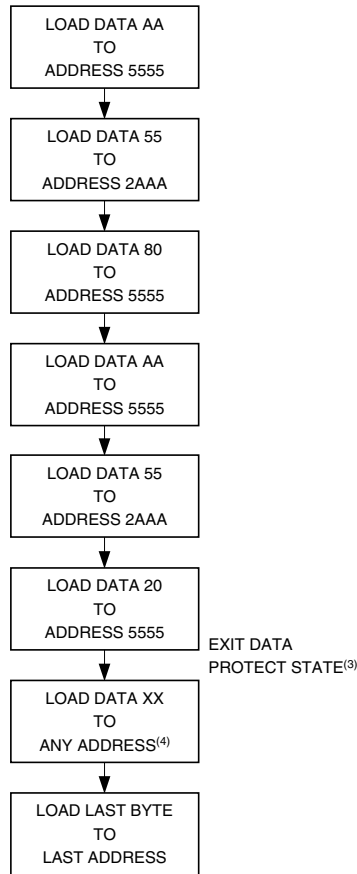 LOAD DATA AA
TO
ADDRESS 5555
LOAD DATA 55
TO
ADDRESS 2AAA
LOAD DATA 80
TO
ADDRESS 5555
LOAD DATA AA
TO
ADDRESS 5555
LOAD DATA 55
TO
ADDRESS 2AAA
LOAD DATA 20
TO
ADDRESS 5555
EXIT DATA
PROTECT STATE(3)
LOAD DATA XX
TO
ANY ADDRESS(4)
LOAD LAST BYTE
TO
LAST ADDRESS